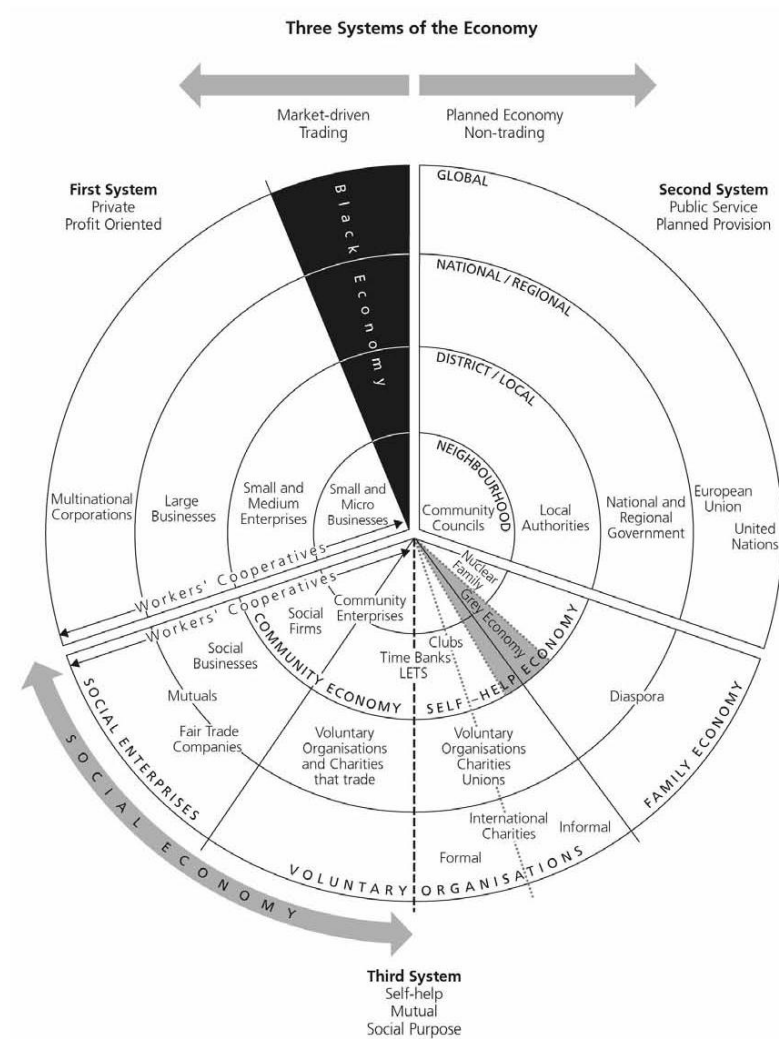 Three Systems of the Economy
Market-driven
Trading
Planned Economy
Non-trading
First System
Private
Profit Oriented
Second System
Public Service
Planned Provision
Black Economy
GLOBAL
NATIONAL / REGIONAL
DISTRICT / LOCAL
NEIGHBOURHOOD
Multinational
Corporations
Large
Businesses
Small and
Medium
Enterprises
Small and
Micro
Businesses
Community
Councils
Local
Authorities
National and
Regional
Government
European
Union
United
Nations
Workers' Cooperatives
Workers' Cooperatives
Nuclear
Family
Grey Economy
Community
Enterprises
Social
Firms
Social
Businesses
Mutuals
Fair Trade
Companies
Clubs
Time Banks
LETS
COMMUNITY ECONOMY
SELF-HELP ECONOMY
SOCIAL ENTERPRISES
Voluntary
Organisations
and Charities
that trade
Voluntary
Organisations
Charities
Unions
Diaspora
FAMILY ECONOMY
International
Charities
Informal
Formal
VOLUNTARY ORGANISATIONS
SOCIAL ECONOMY
Third System
Self-help
Mutual
Social Purpose